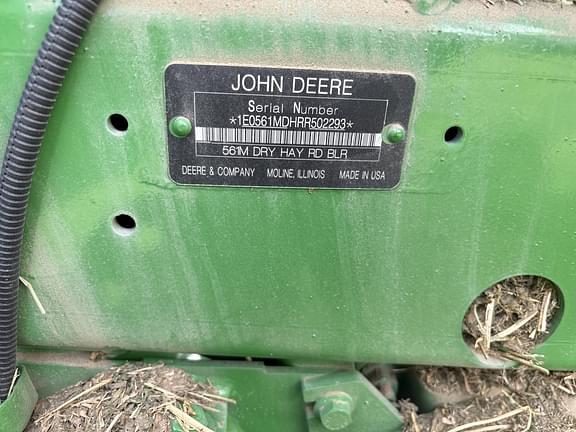 JOHN DEERE
Serial Number
*1E0561MDHRR502293*
561M DRY HAY RD BLR
DEERE & COMPANY MOLINE, ILLINOIS MADE IN USA